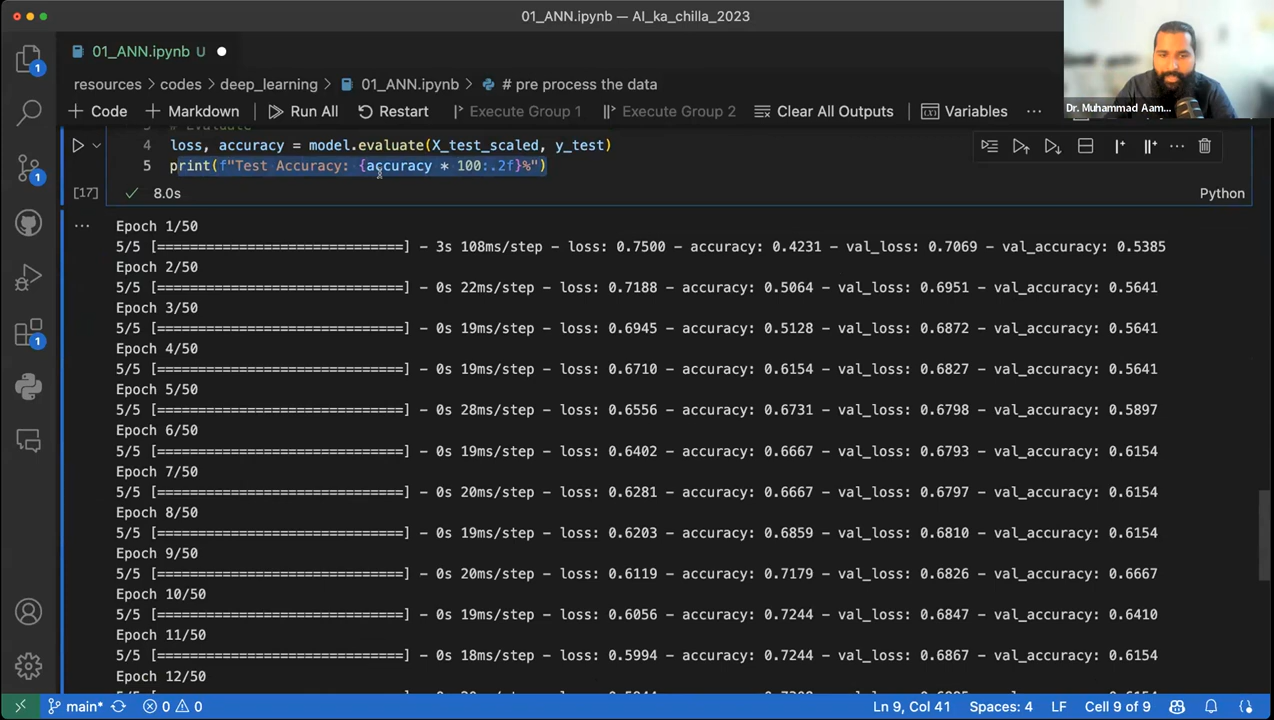 01_ANN.ipynb — AI_ka_chilla_2023
01_ANN.ipynb U
resources > codes > deep_learning > 01_ANN.ipynb > # pre process the data
+ Code + Markdown Run All Restart Execute Group 1 Execute Group 2 Clear All Outputs Variables ...
Dr. Muhammad Aam...
4 loss, accuracy = model.evaluate(X_test_scaled, y_test)
5 print(f"Test Accuracy: {accuracy * 100:.2f}%")
[17] 8.0s Python
Epoch 1/50
5/5 [==============================] - 3s 108ms/step - loss: 0.7500 - accuracy: 0.4231 - val_loss: 0.7069 - val_accuracy: 0.5385
Epoch 2/50
5/5 [==============================] - 0s 22ms/step - loss: 0.7188 - accuracy: 0.5064 - val_loss: 0.6951 - val_accuracy: 0.5641
Epoch 3/50
5/5 [==============================] - 0s 19ms/step - loss: 0.6945 - accuracy: 0.5128 - val_loss: 0.6872 - val_accuracy: 0.5641
Epoch 4/50
5/5 [==============================] - 0s 19ms/step - loss: 0.6710 - accuracy: 0.6154 - val_loss: 0.6827 - val_accuracy: 0.5641
Epoch 5/50
5/5 [==============================] - 0s 28ms/step - loss: 0.6556 - accuracy: 0.6731 - val_loss: 0.6798 - val_accuracy: 0.5897
Epoch 6/50
5/5 [==============================] - 0s 19ms/step - loss: 0.6402 - accuracy: 0.6667 - val_loss: 0.6793 - val_accuracy: 0.6154
Epoch 7/50
5/5 [==============================] - 0s 20ms/step - loss: 0.6281 - accuracy: 0.6667 - val_loss: 0.6797 - val_accuracy: 0.6154
Epoch 8/50
5/5 [==============================] - 0s 19ms/step - loss: 0.6203 - accuracy: 0.6859 - val_loss: 0.6810 - val_accuracy: 0.6154
Epoch 9/50
5/5 [==============================] - 0s 20ms/step - loss: 0.6119 - accuracy: 0.7179 - val_loss: 0.6826 - val_accuracy: 0.6667
Epoch 10/50
5/5 [==============================] - 0s 19ms/step - loss: 0.6056 - accuracy: 0.7244 - val_loss: 0.6847 - val_accuracy: 0.6410
Epoch 11/50
5/5 [==============================] - 0s 18ms/step - loss: 0.5994 - accuracy: 0.7244 - val_loss: 0.6867 - val_accuracy: 0.6154
Epoch 12/50
main* 0 0 Ln 9, Col 41 Spaces: 4 LF Cell 9 of 9